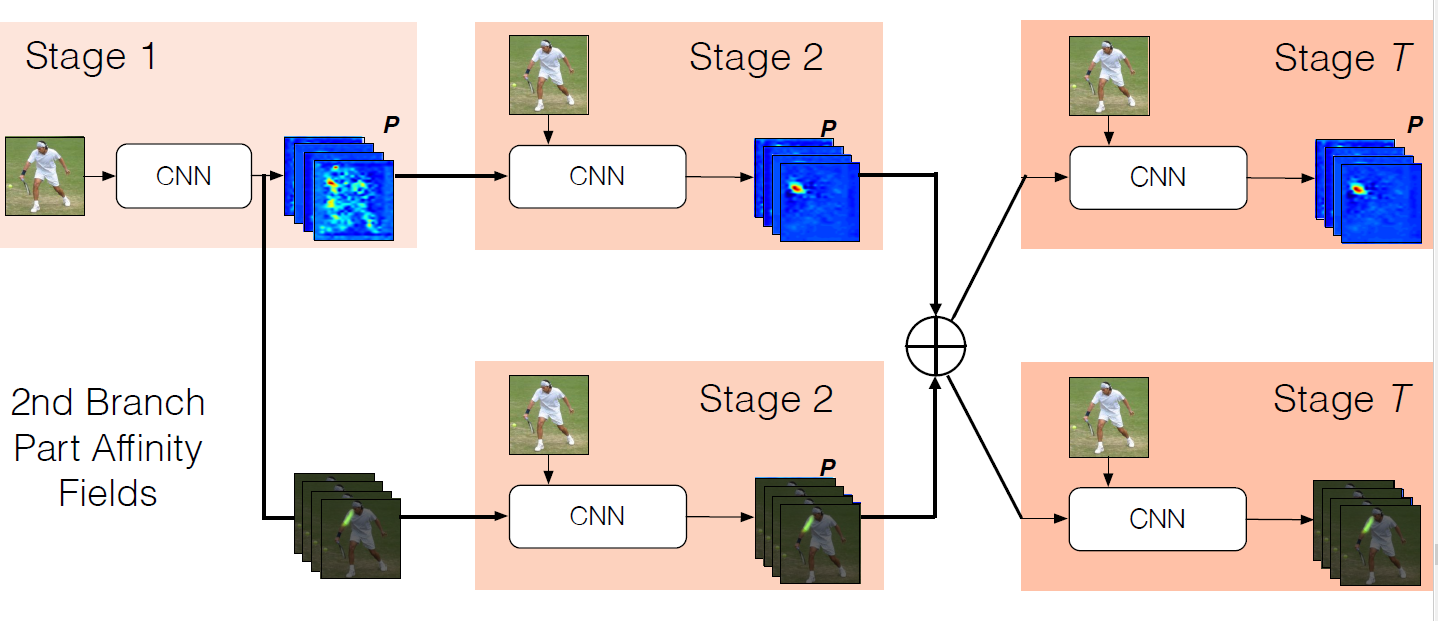 Stage 1
P
CNN
Stage 2
P
CNN
Stage T
P
CNN
2nd Branch
Part Affinity
Fields
Stage 2
P
CNN
Stage T
CNN